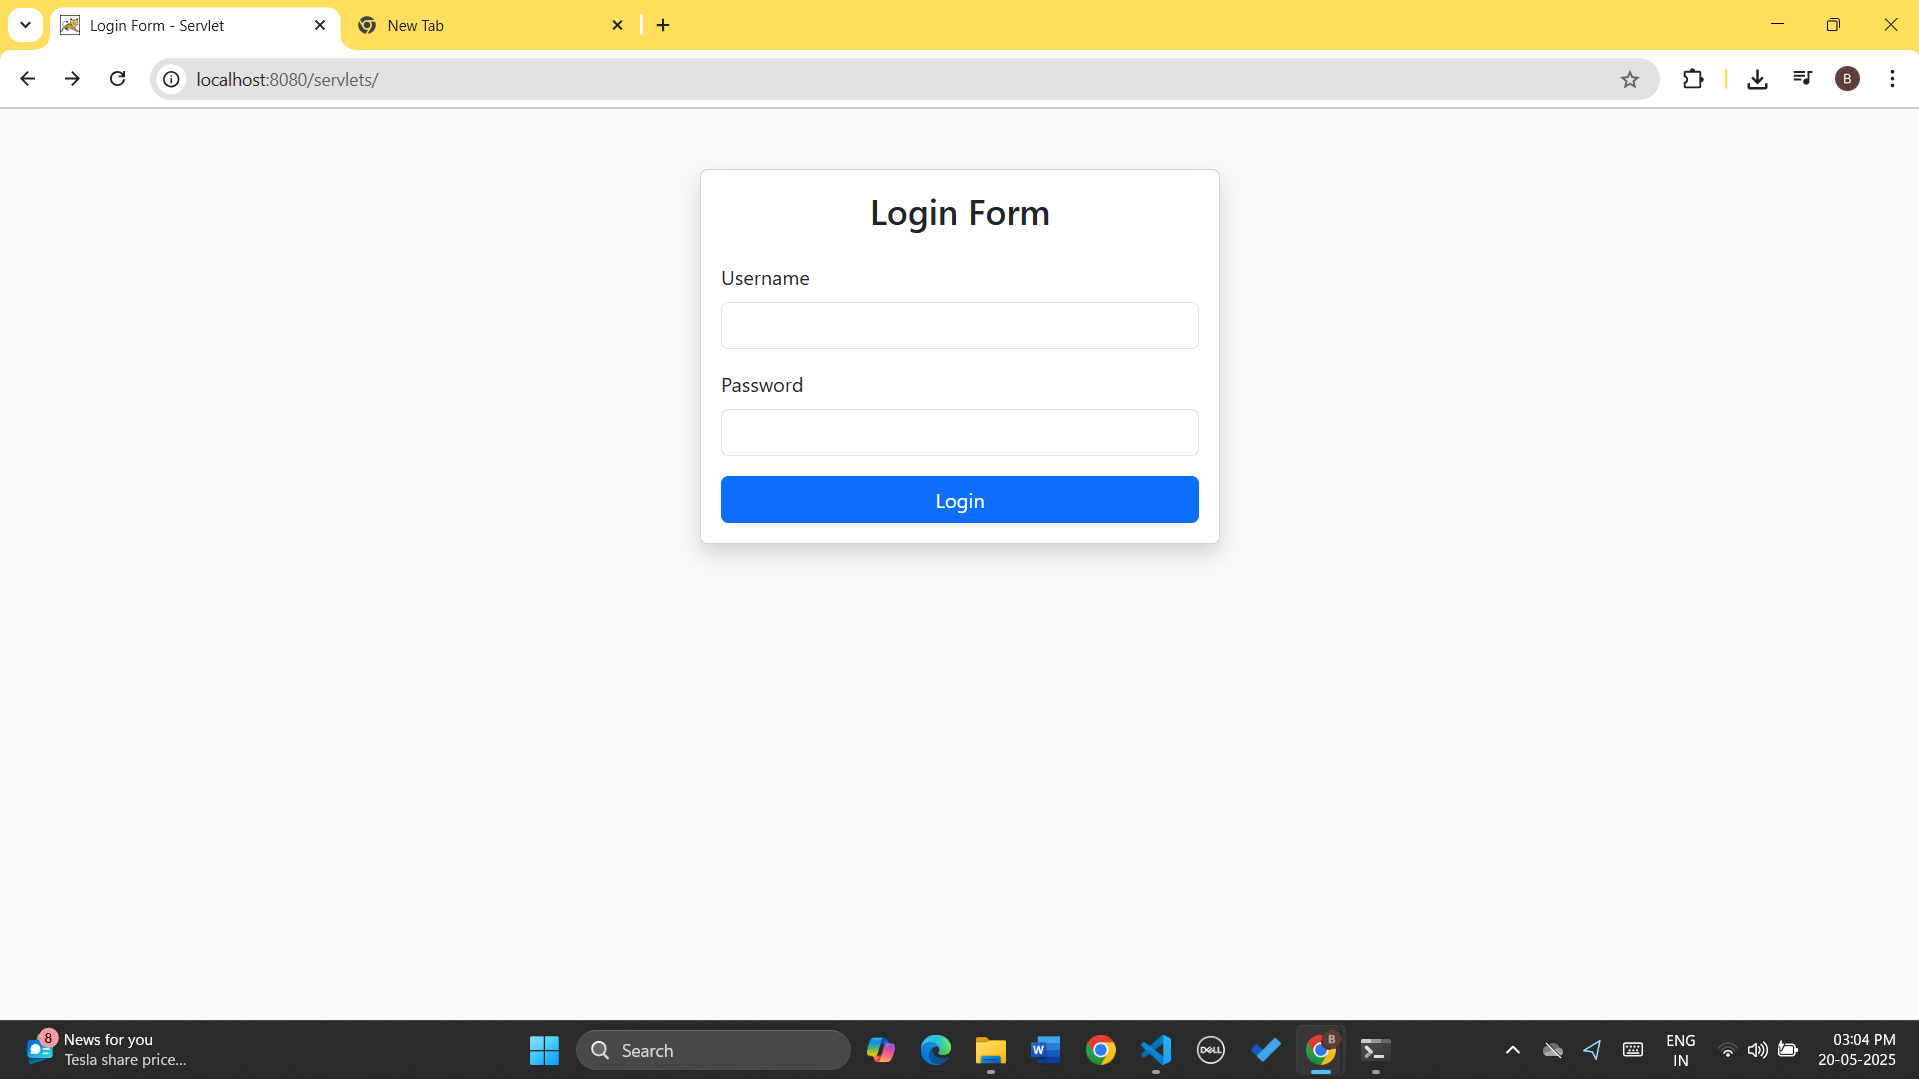 Login Form - Servlet
New Tab
localhost:8080/servlets/
B
Login Form
Username
Password
Login
8
News for you
Tesla share price...
Search
W
DELL
B
ENG
IN
03:04 PM
20-05-2025